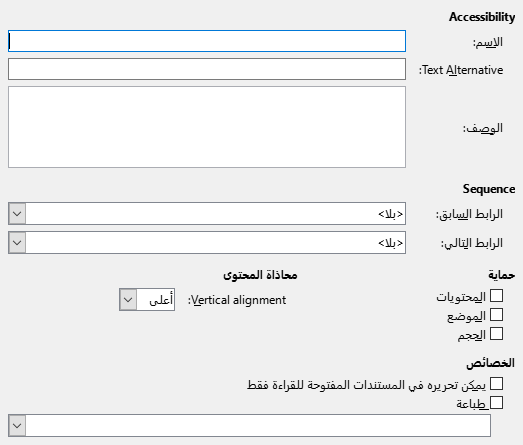 Accessibility
الاسم:
Text Alternative:
الوصف:
Sequence
الرابط السابق:
<بلا>
الرابط التالي:
<بلا>
حماية
المحتويات
الموضع
الحجم
محاذاة المحتوى
Vertical alignment:
أعلى
الخصائص
يمكن تحريره في المستندات المفتوحة للقراءة فقط
طباعة